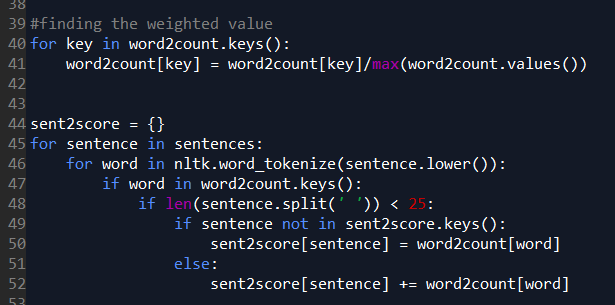 38
39 #finding the weighted value
40 for key in word2count.keys():
41     word2count[key] = word2count[key]/max(word2count.values())
42
43
44 sent2score = {}
45 for sentence in sentences:
46     for word in nltk.word_tokenize(sentence.lower()):
47         if word in word2count.keys():
48             if len(sentence.split(' ')) < 25:
49                 if sentence not in sent2score.keys():
50                     sent2score[sentence] = word2count[word]
51                 else:
52                     sent2score[sentence] += word2count[word]
53